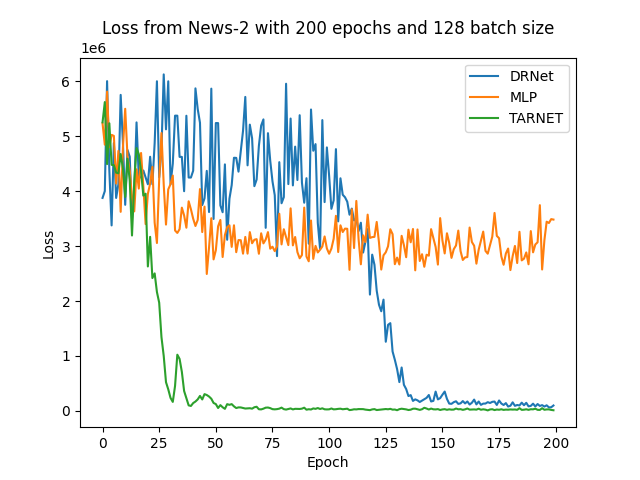 Loss from News-2 with 200 epochs and 128 batch size
1e6
DRNet
MLP
TARNET
6
5
4
3
2
1
0
Loss
0 25 50 75 100 125 150 175 200
Epoch